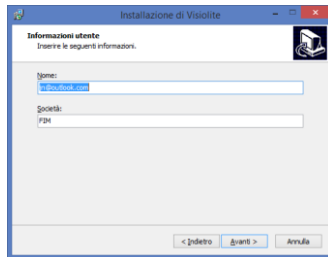 Installazione di Visiolite
Informazioni utente
Inserire le seguenti informazioni.
Nome:
@outlook.com
Società:
FIM
< Indietro Avanti > Annulla